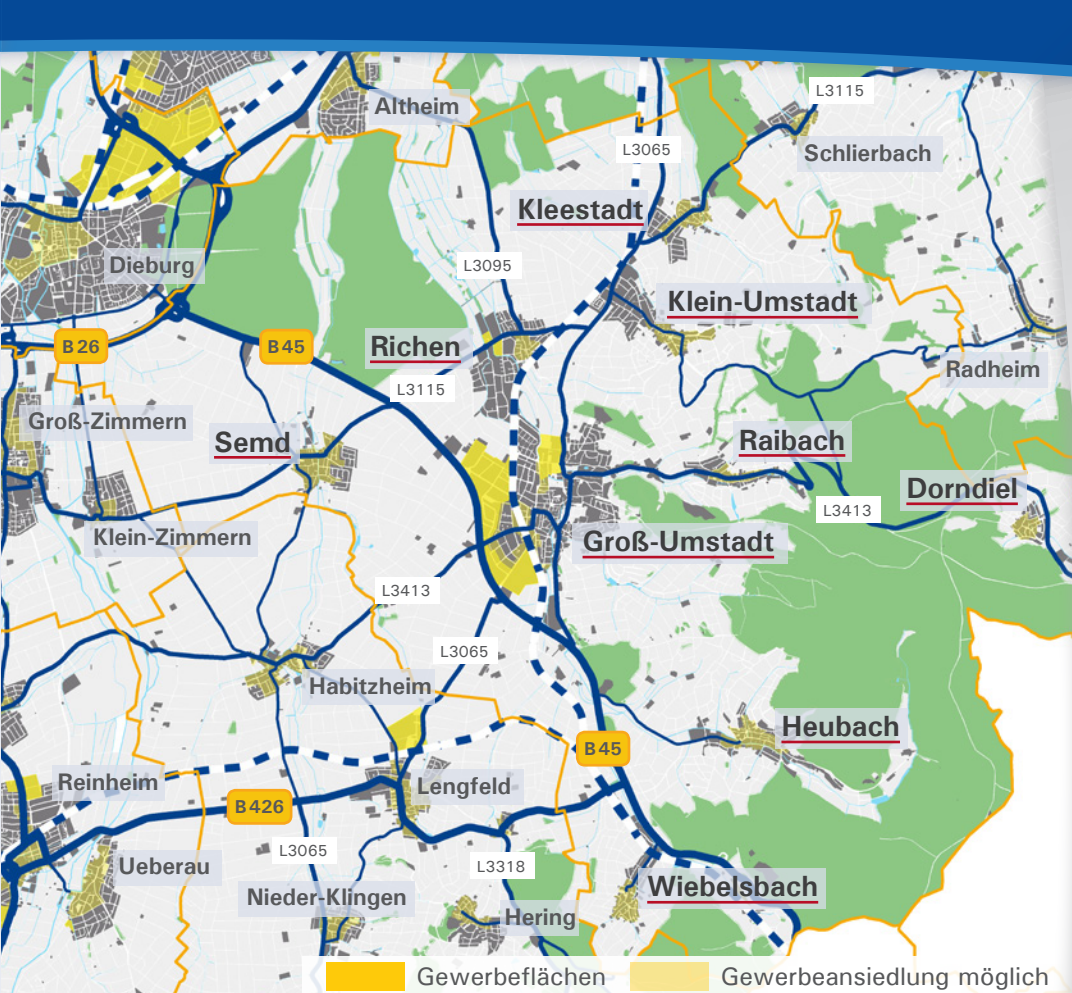 L3115
Altheim
L3065
Schlierbach
Kleestadt
Dieburg
L3095
Klein-Umstadt
B 26
B 45
Richen
Radheim
L3115
Groß-Zimmern
Semd
Raibach
Dorndiel
L3413
Klein-Zimmern
Groß-Umstadt
L3413
L3065
Habitzheim
Heubach
B 45
Reinheim
Lengfeld
B 426
L3065
L3318
Ueberau
Wiebelsbach
Nieder-Klingen
Hering
Gewerbeflächen
Gewerbeansiedlung möglich